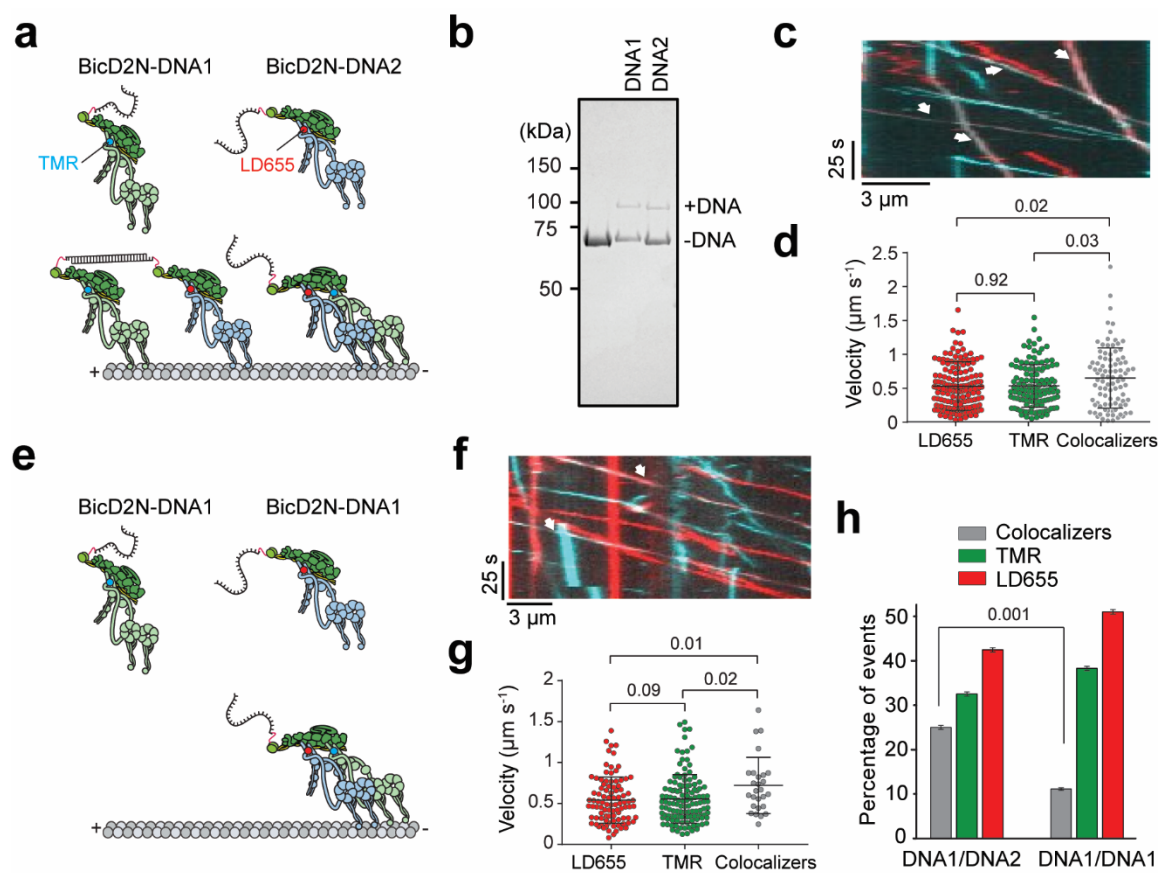 a
BicD2N-DNA1 BicD2N-DNA2
TMR
LD655
+ -
b
DNA1 DNA2
(kDa)
150
100
75
50
+DNA
-DNA
c
25 s
3 µm
d
0.02
0.03
0.92
Velocity (µm s⁻¹)
2.5
2
1.5
1
0.5
0
LD655 TMR Colocalizers
e
BicD2N-DNA1 BicD2N-DNA1
+ -
f
25 s
3 µm
g
0.01
0.09 0.02
Velocity (µm s⁻¹)
2
1.5
1
0.5
0
LD655 TMR Colocalizers
h
Colocalizers
TMR
LD655
0.001
Percentage of events
50
40
30
20
10
0
DNA1/DNA2 DNA1/DNA1